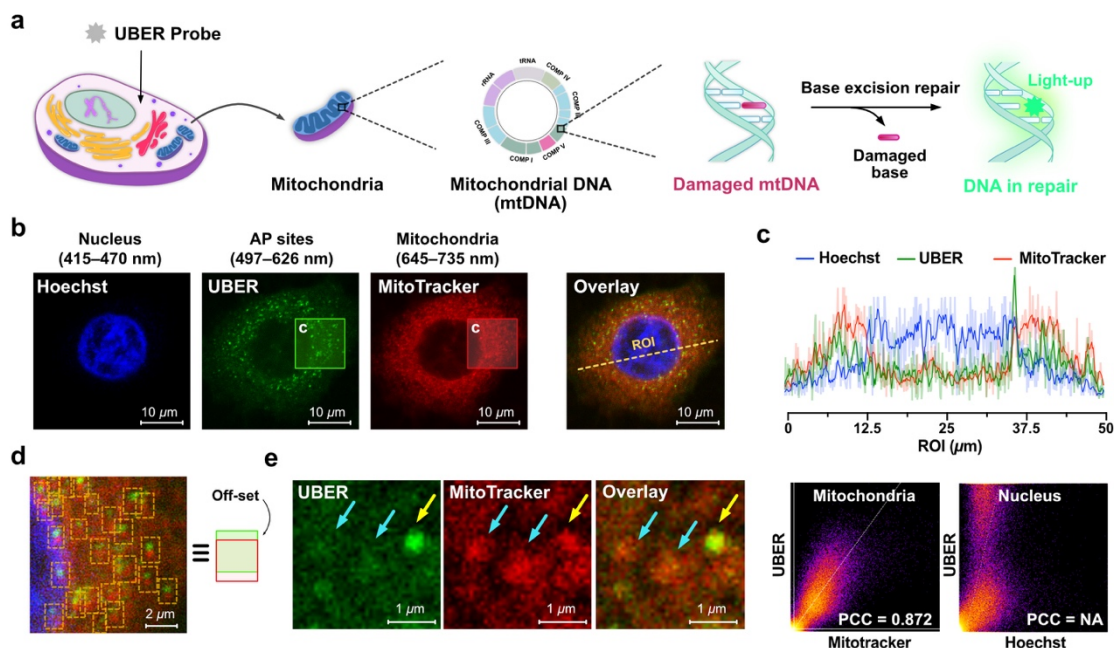 a
UBER Probe
Mitochondria
tRNA
rRNA
COMP IV
COMP III
COMP I
COMP V
Mitochondrial DNA
(mtDNA)
Damaged mtDNA
Base excision repair
Damaged
base
Light-up
DNA in repair
b
Nucleus
(415–470 nm)
AP sites
(497–626 nm)
Mitochondria
(645–735 nm)
Hoechst
10 µm
UBER
c
10 µm
MitoTracker
c
10 µm
Overlay
ROI
10 µm
c
Hoechst UBER MitoTracker
0 12.5 25 37.5 50
ROI (µm)
d
2 µm
Off-set
e
UBER
1 µm
MitoTracker
1 µm
Overlay
1 µm
Mitochondria
UBER
PCC = 0.872
Mitotracker
Nucleus
UBER
PCC = NA
Hoechst